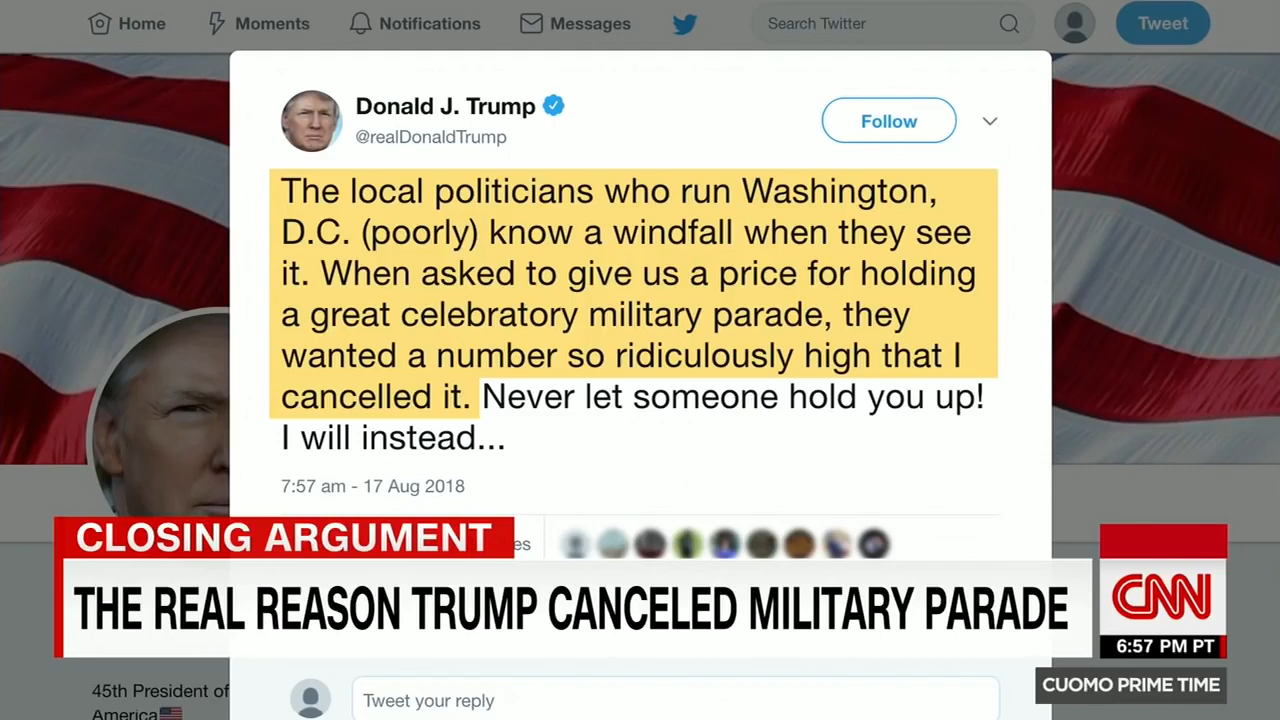 Home
Moments
Notifications
Messages
Search Twitter
Tweet
Donald J. Trump
@realDonaldTrump
Follow
The local politicians who run Washington,
D.C. (poorly) know a windfall when they see
it. When asked to give us a price for holding
a great celebratory military parade, they
wanted a number so ridiculously high that I
cancelled it. Never let someone hold you up!
I will instead...
7:57 am - 17 Aug 2018
es
CLOSING ARGUMENT
THE REAL REASON TRUMP CANCELED MILITARY PARADE
CNN
6:57 PM PT
CUOMO PRIME TIME
45th President of
America
Tweet your reply